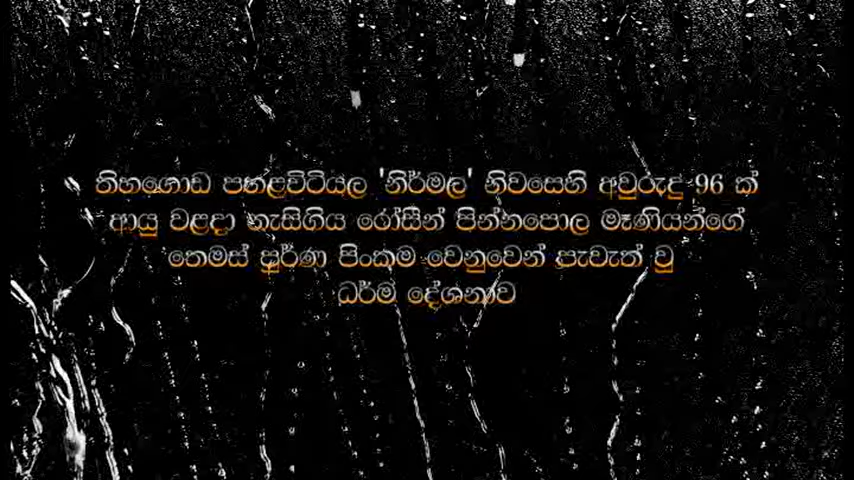 තිහගොඩ පහළවිටියල 'නිර්මල' නිවසෙහි අවුරුදු 96 ක්
ආයු වළඳා හැසිගිය රෝසීන් පින්නපොල මෑණියන්ගේ
තෙමස් පූර්ණ පිංකම වෙනුවෙන් පැවැත් වූ
ධර්ම දේශනාව